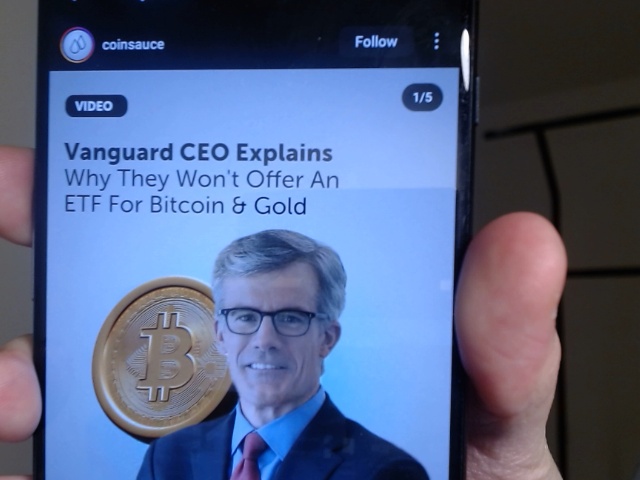 coinsauce
Follow
VIDEO
1/5
Vanguard CEO Explains
Why They Won't Offer An
ETF For Bitcoin & Gold